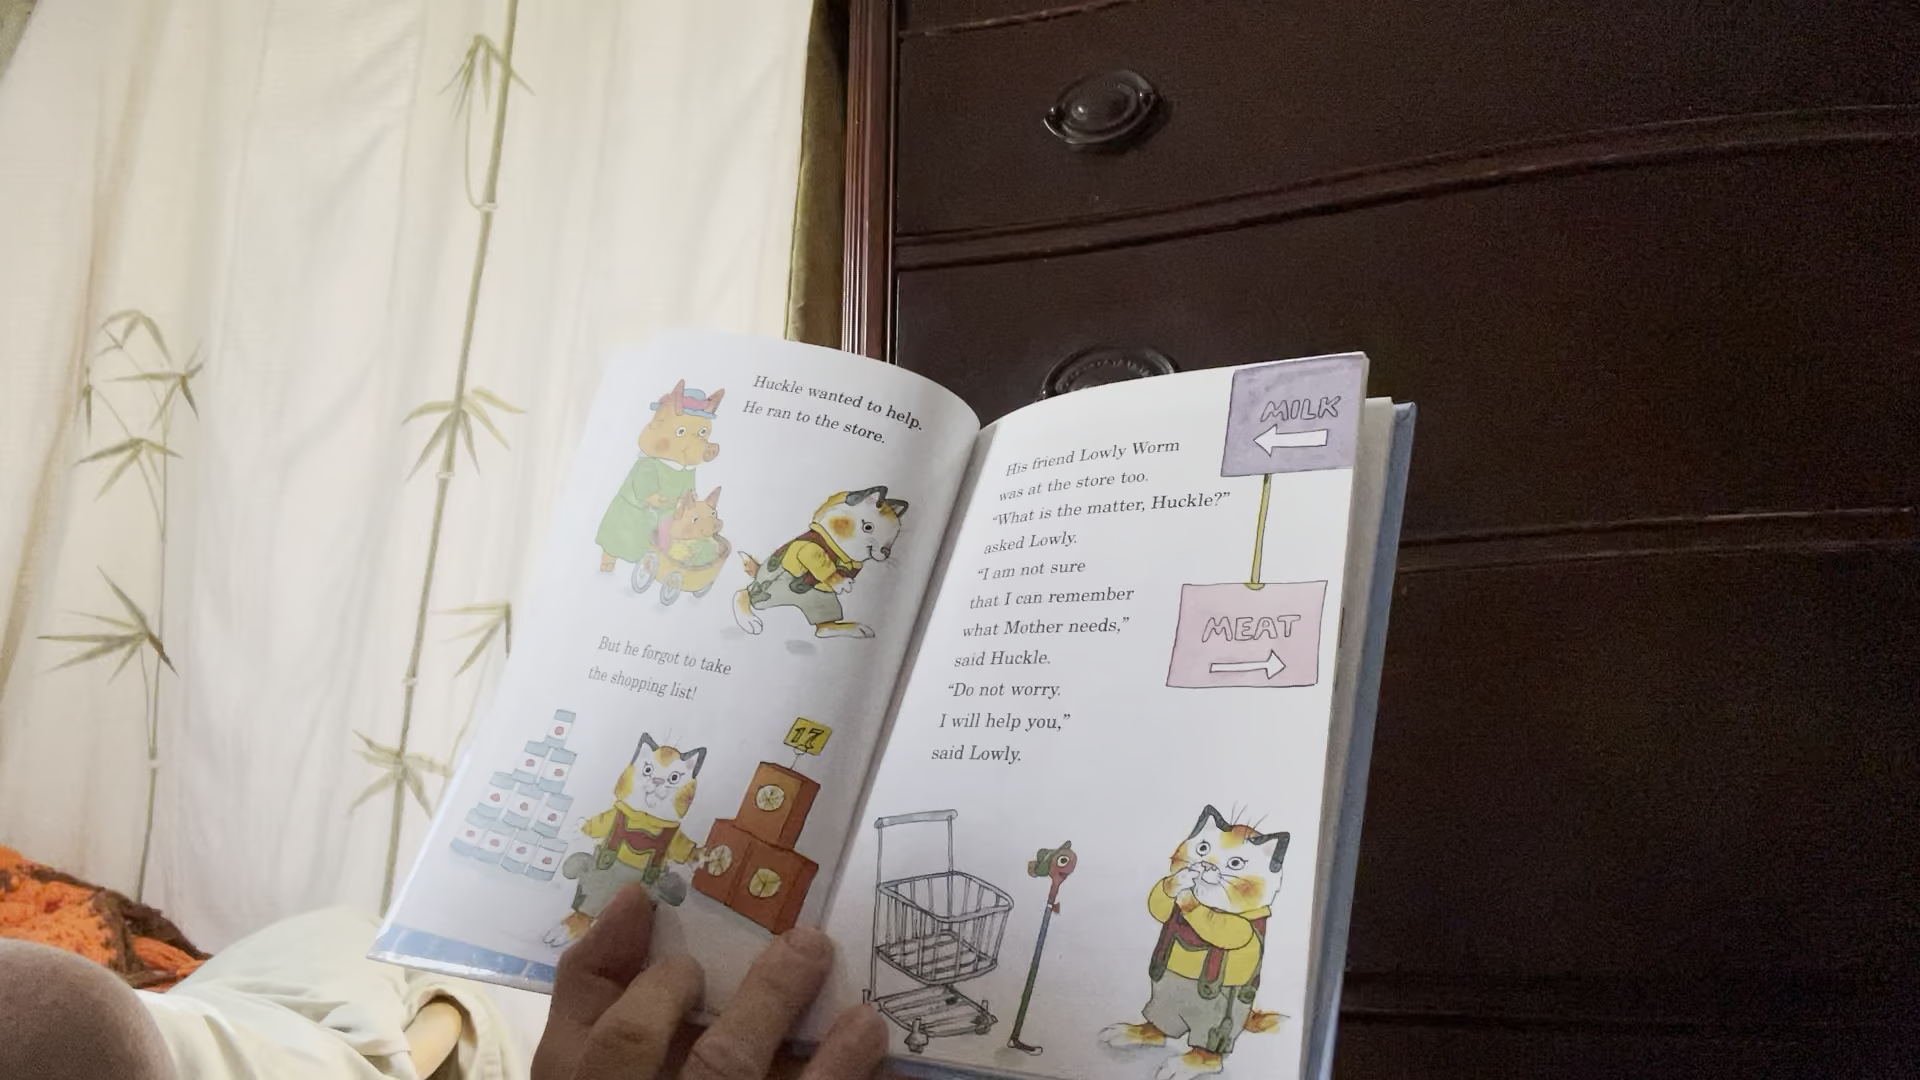 Huckle wanted to help.
He ran to the store.
But he forgot to take
the shopping list!
17
His friend Lowly Worm
was at the store too.
"What is the matter, Huckle?"
asked Lowly.
"I am not sure
that I can remember
what Mother needs,"
said Huckle.
"Do not worry.
I will help you,"
said Lowly.
MILK
MEAT